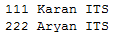 111 Karan ITS
222 Aryan ITS